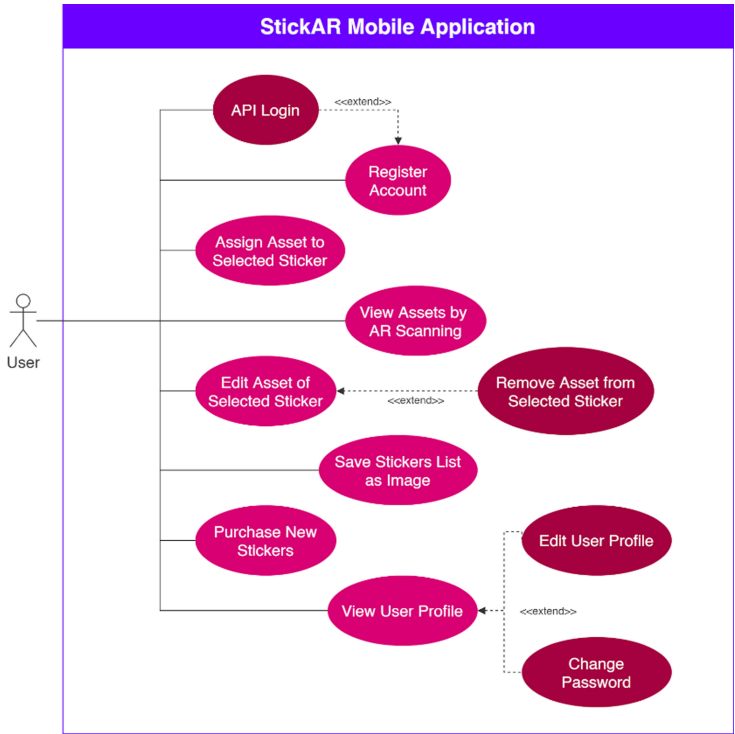 StickAR Mobile Application
API Login
<<extend>>
Register
Account
Assign Asset to
Selected Sticker
View Assets by
AR Scanning
User
Edit Asset of
Selected Sticker
<<extend>>
Remove Asset from
Selected Sticker
Save Stickers List
as Image
Purchase New
Stickers
Edit User Profile
View User Profile
<<extend>>
Change
Password